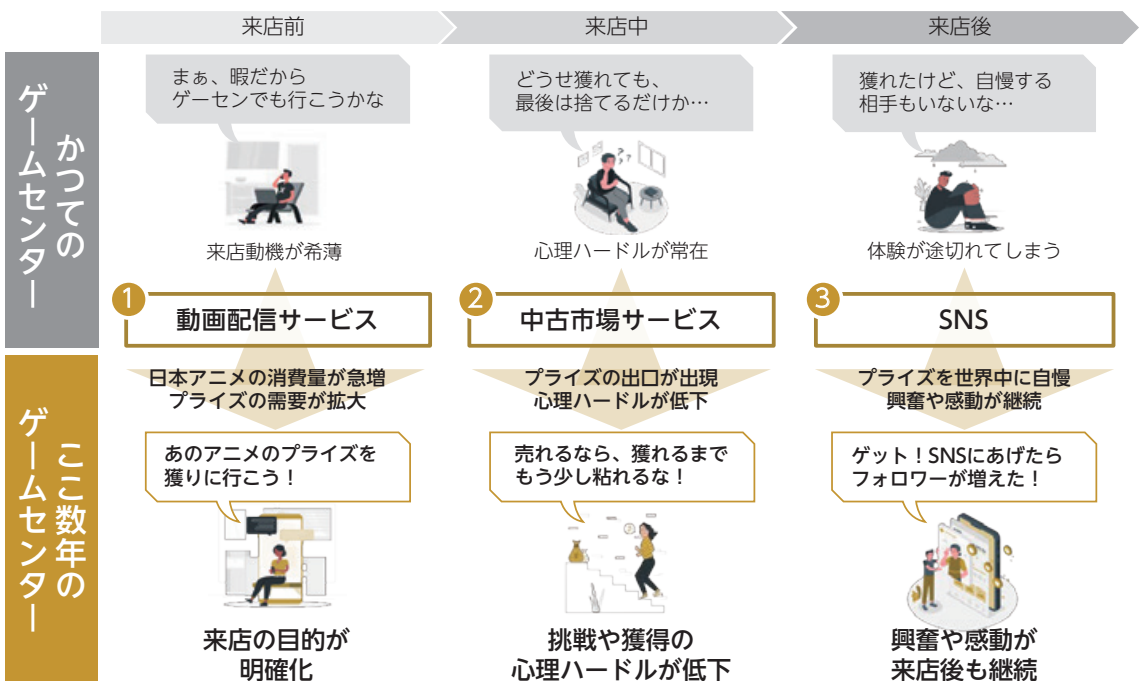 来店前
来店中
来店後
かつての
ゲームセンター
まぁ、暇だから
ゲーセンでも行こうかな
どうせ獲れても、
最後は捨てるだけか…
獲れたけど、自慢する
相手もいないな…
来店動機が希薄
心理ハードルが常在
体験が途切れてしまう
1
動画配信サービス
2
中古市場サービス
3
SNS
ここ数年の
ゲームセンター
日本アニメの消費量が急増
プライズの需要が拡大
プライズの出口が出現
心理ハードルが低下
プライズを世界中に自慢
興奮や感動が継続
あのアニメのプライズを
獲りに行こう！
売れるなら、獲れるまで
もう少し粘れるな！
ゲット！SNSにあげたら
フォロワーが増えた！
来店の目的が
明確化
挑戦や獲得の
心理ハードルが低下
興奮や感動が
来店後も継続